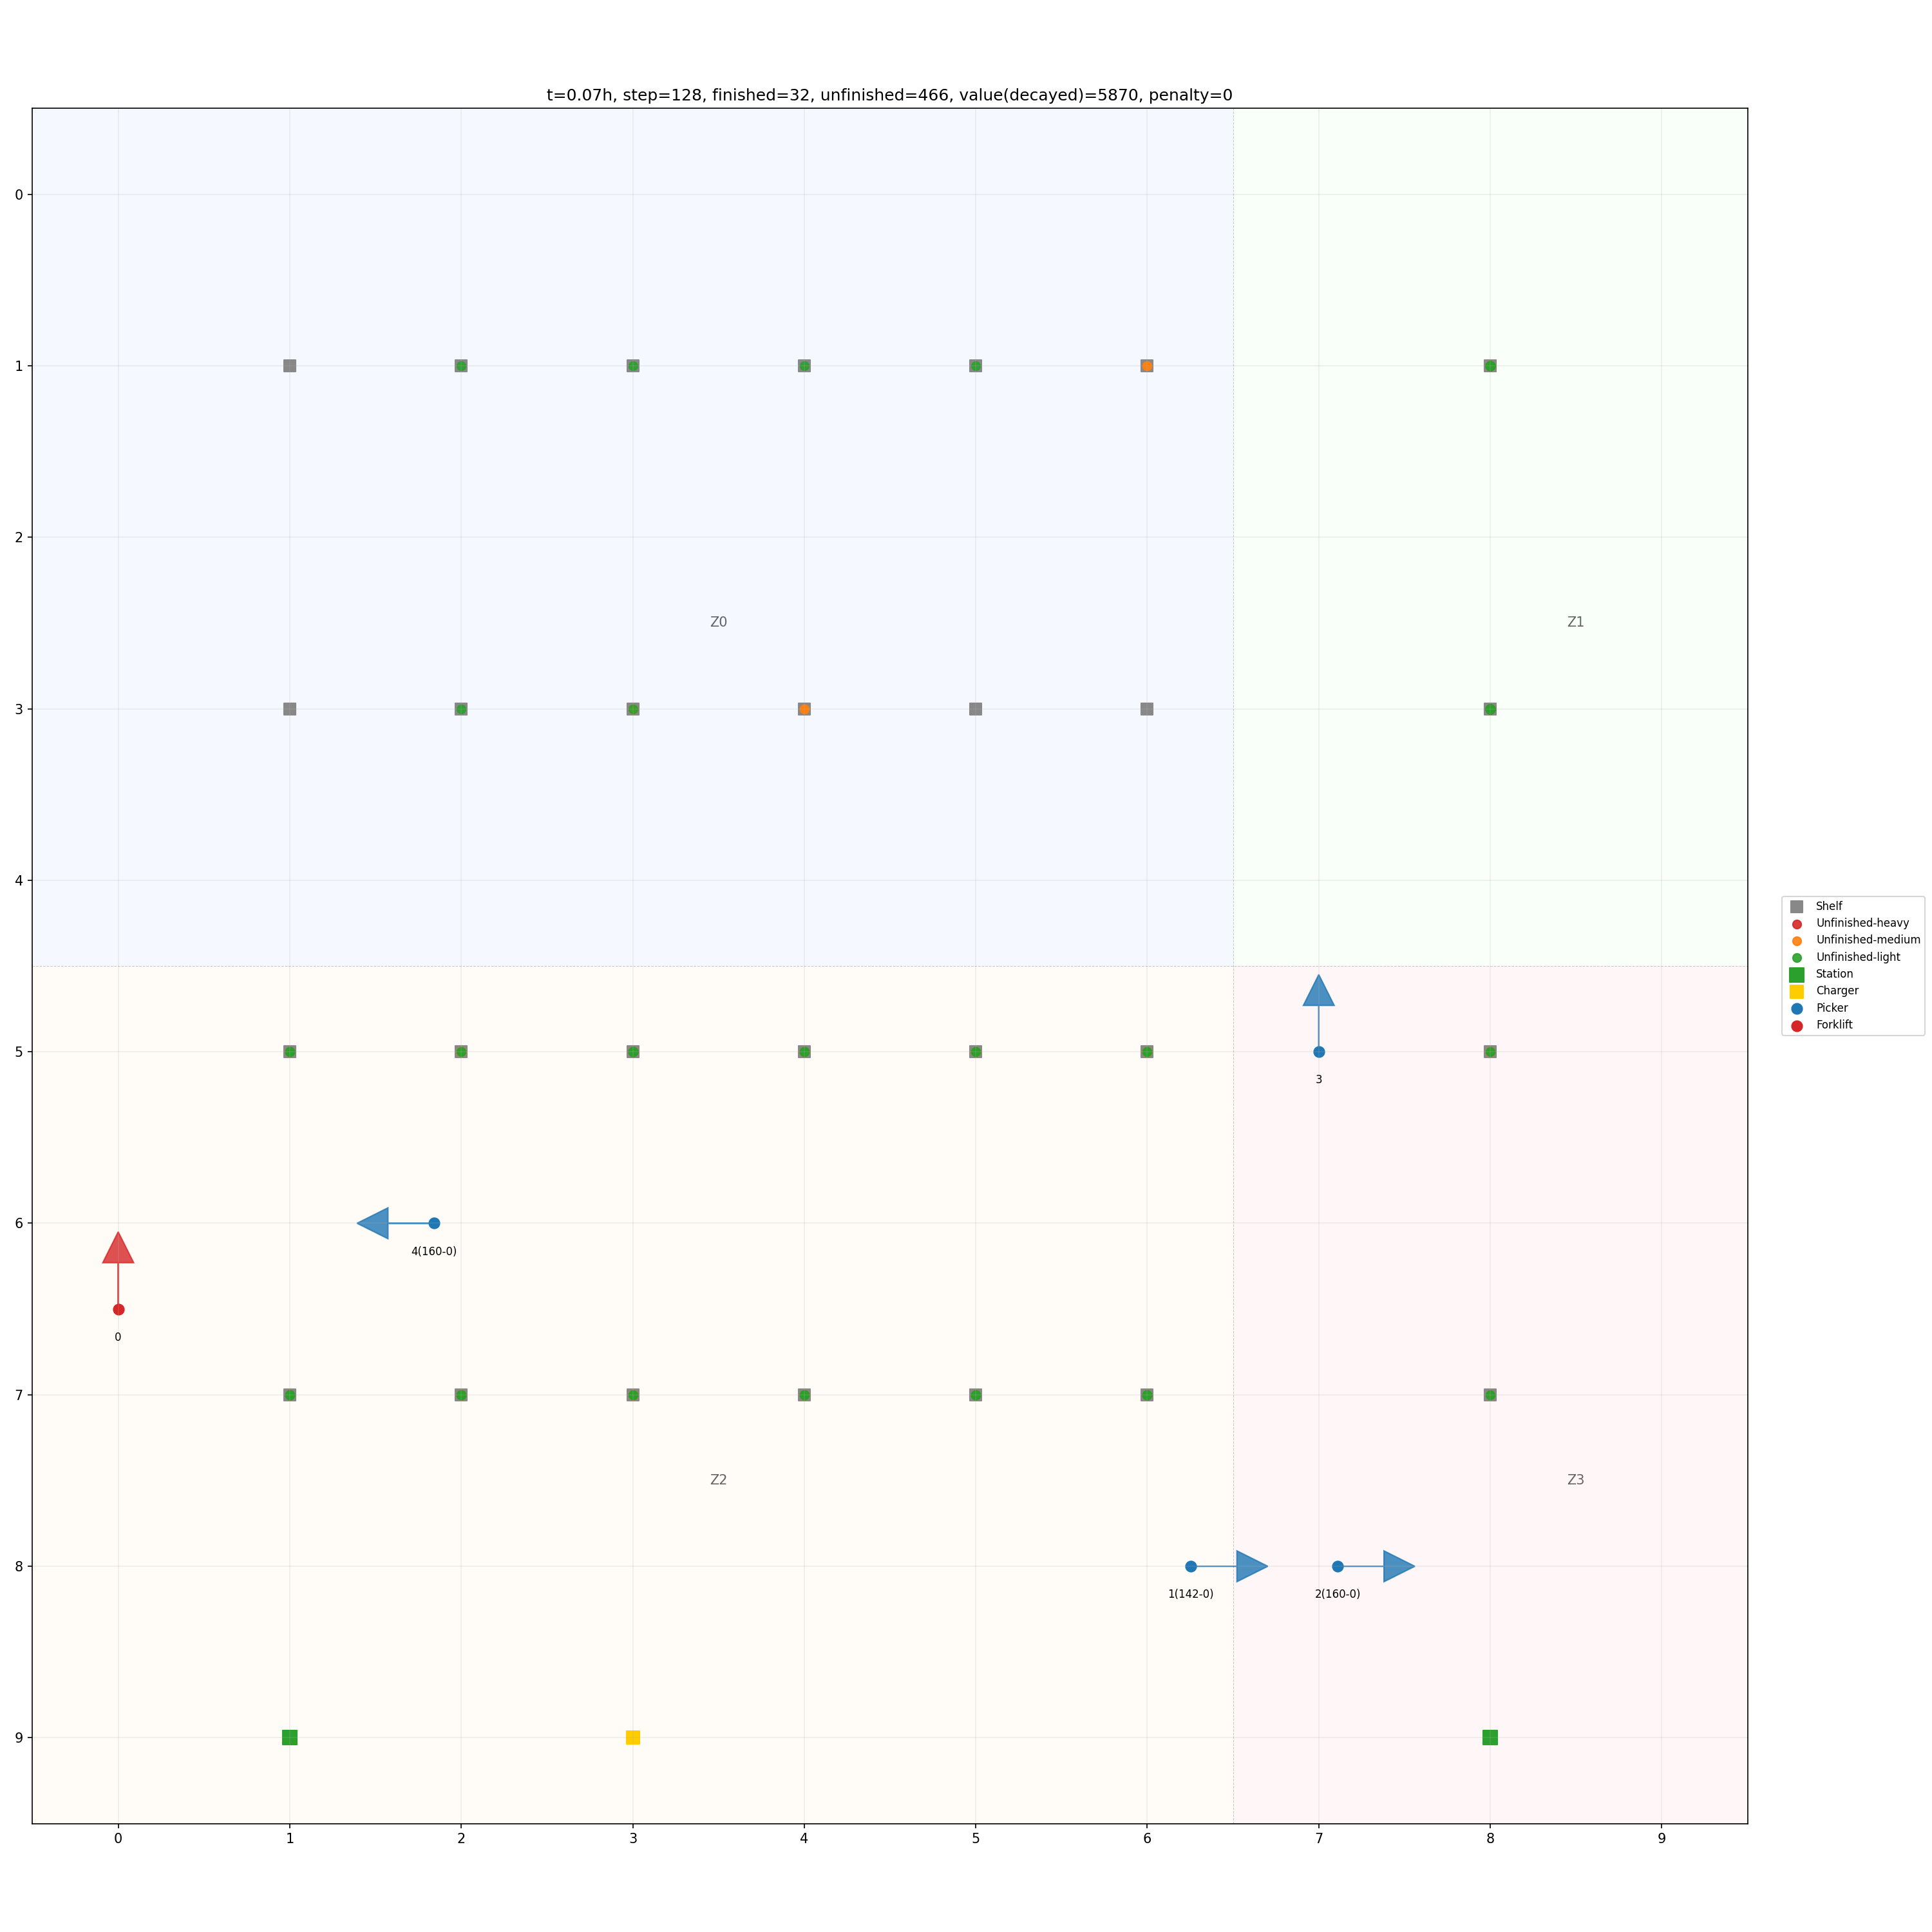 t=0.07h, step=128, finished=32, unfinished=466, value(decayed)=5870, penalty=0
0
1
2
Z0
Z1
3
4
Shelf
Unfinished-heavy
Unfinished-medium
Unfinished-light
Station
Charger
Picker
Forklift
5
3
6
4(160-0)
0
7
Z2
Z3
8
1(142-0)
2(160-0)
9
0 1 2 3 4 5 6 7 8 9